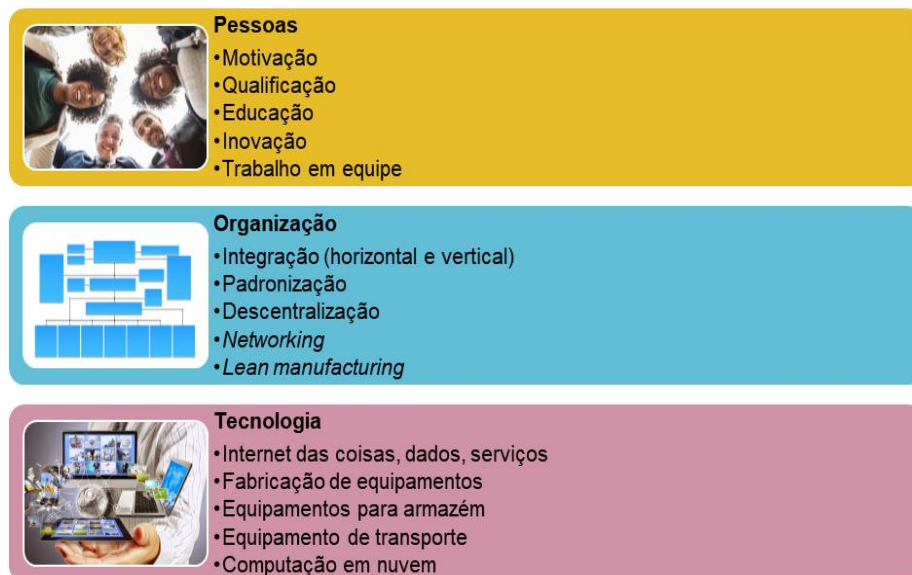 Pessoas
•Motivação
•Qualificação
•Educação
•Inovação
•Trabalho em equipe
Organização
•Integração (horizontal e vertical)
•Padronização
•Descentralização
•Networking
•Lean manufacturing
Tecnologia
•Internet das coisas, dados, serviços
•Fabricação de equipamentos
•Equipamentos para armazém
•Equipamento de transporte
•Computação em nuvem